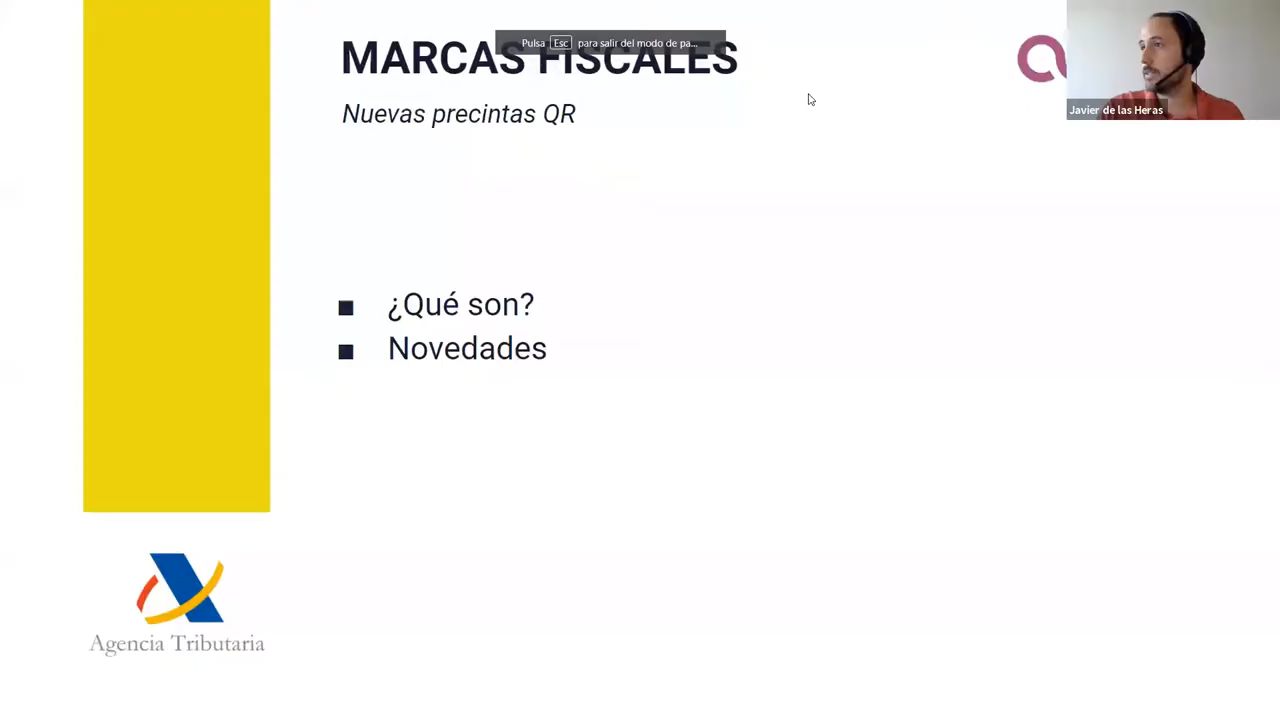 Pulsa Esc para salir del modo de pa...
MARCAS FISCALES
Nuevas precintas QR
Javier de las Heras
¿Qué son?
Novedades
Agencia Tributaria